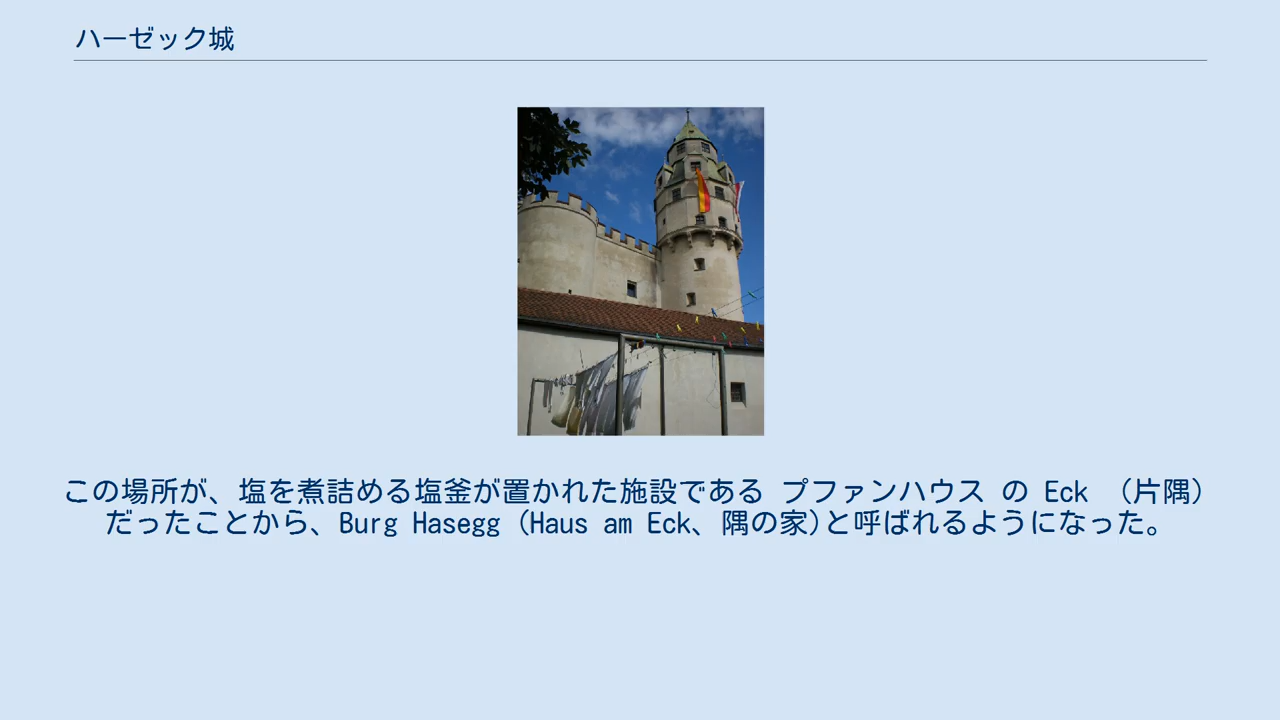 ハーゼック城
この場所が、塩を煮詰める塩釜が置かれた施設である プファンハウス の Eck （片隅）
だったことから、Burg Hasegg (Haus am Eck、隅の家)と呼ばれるようになった。